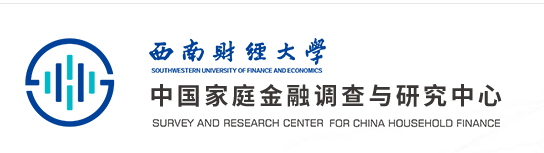 西南财经大学
SOUTHWESTERN UNIVERSITY OF FINANCE AND ECONOMICS
中国家庭金融调查与研究中心
SURVEY AND RESEARCH CENTER FOR CHINA HOUSEHOLD FINANCE